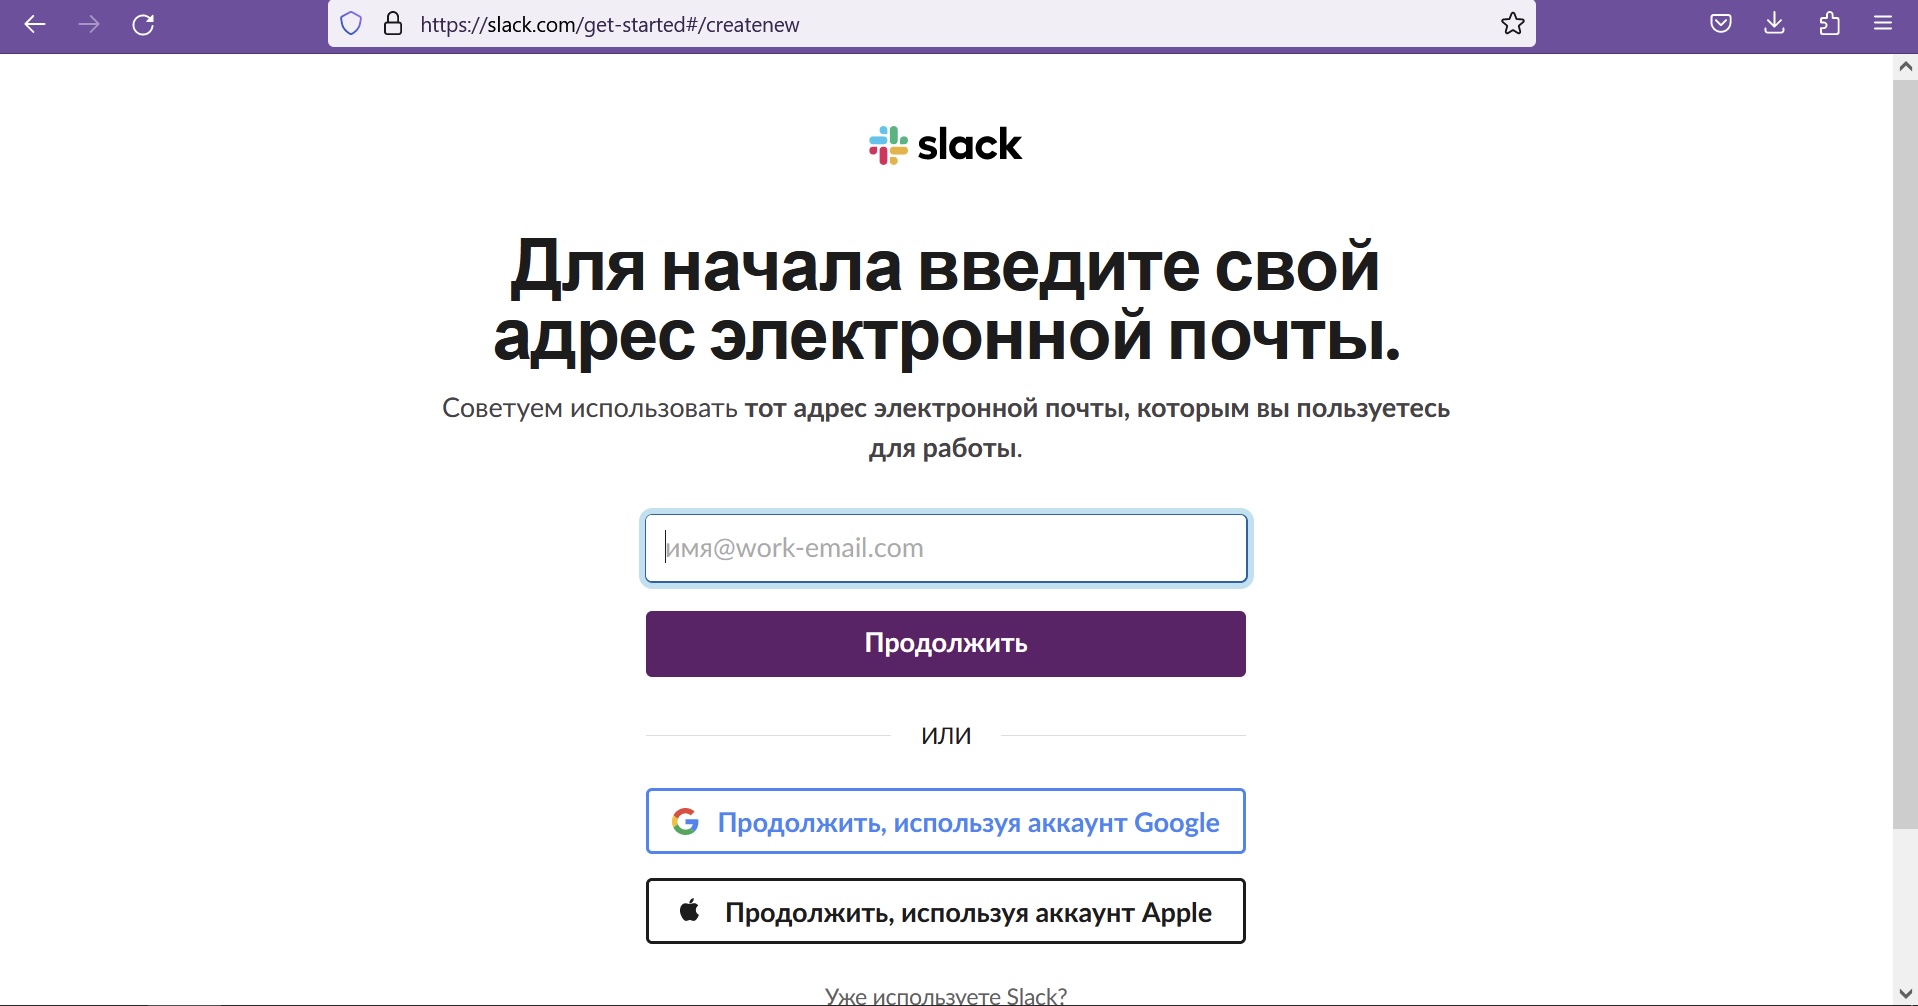 https://slack.com/get-started#/createnew
slack
Для начала введите свой
адрес электронной почты.
Советуем использовать тот адрес электронной почты, которым вы пользуетесь
для работы.
имя@work-email.com
Продолжить
ИЛИ
Продолжить, используя аккаунт Google
Продолжить, используя аккаунт Apple
Уже используете Slack?